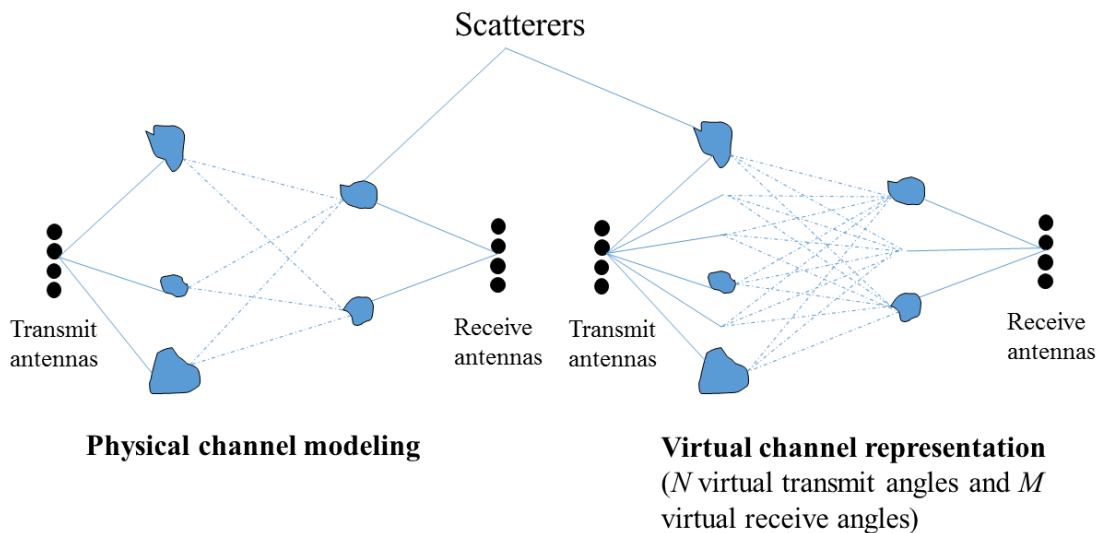 Scatterers
Transmit
antennas
Receive
antennas
Transmit
antennas
Receive
antennas
Physical channel modeling
Virtual channel representation
(N virtual transmit angles and M
virtual receive angles)